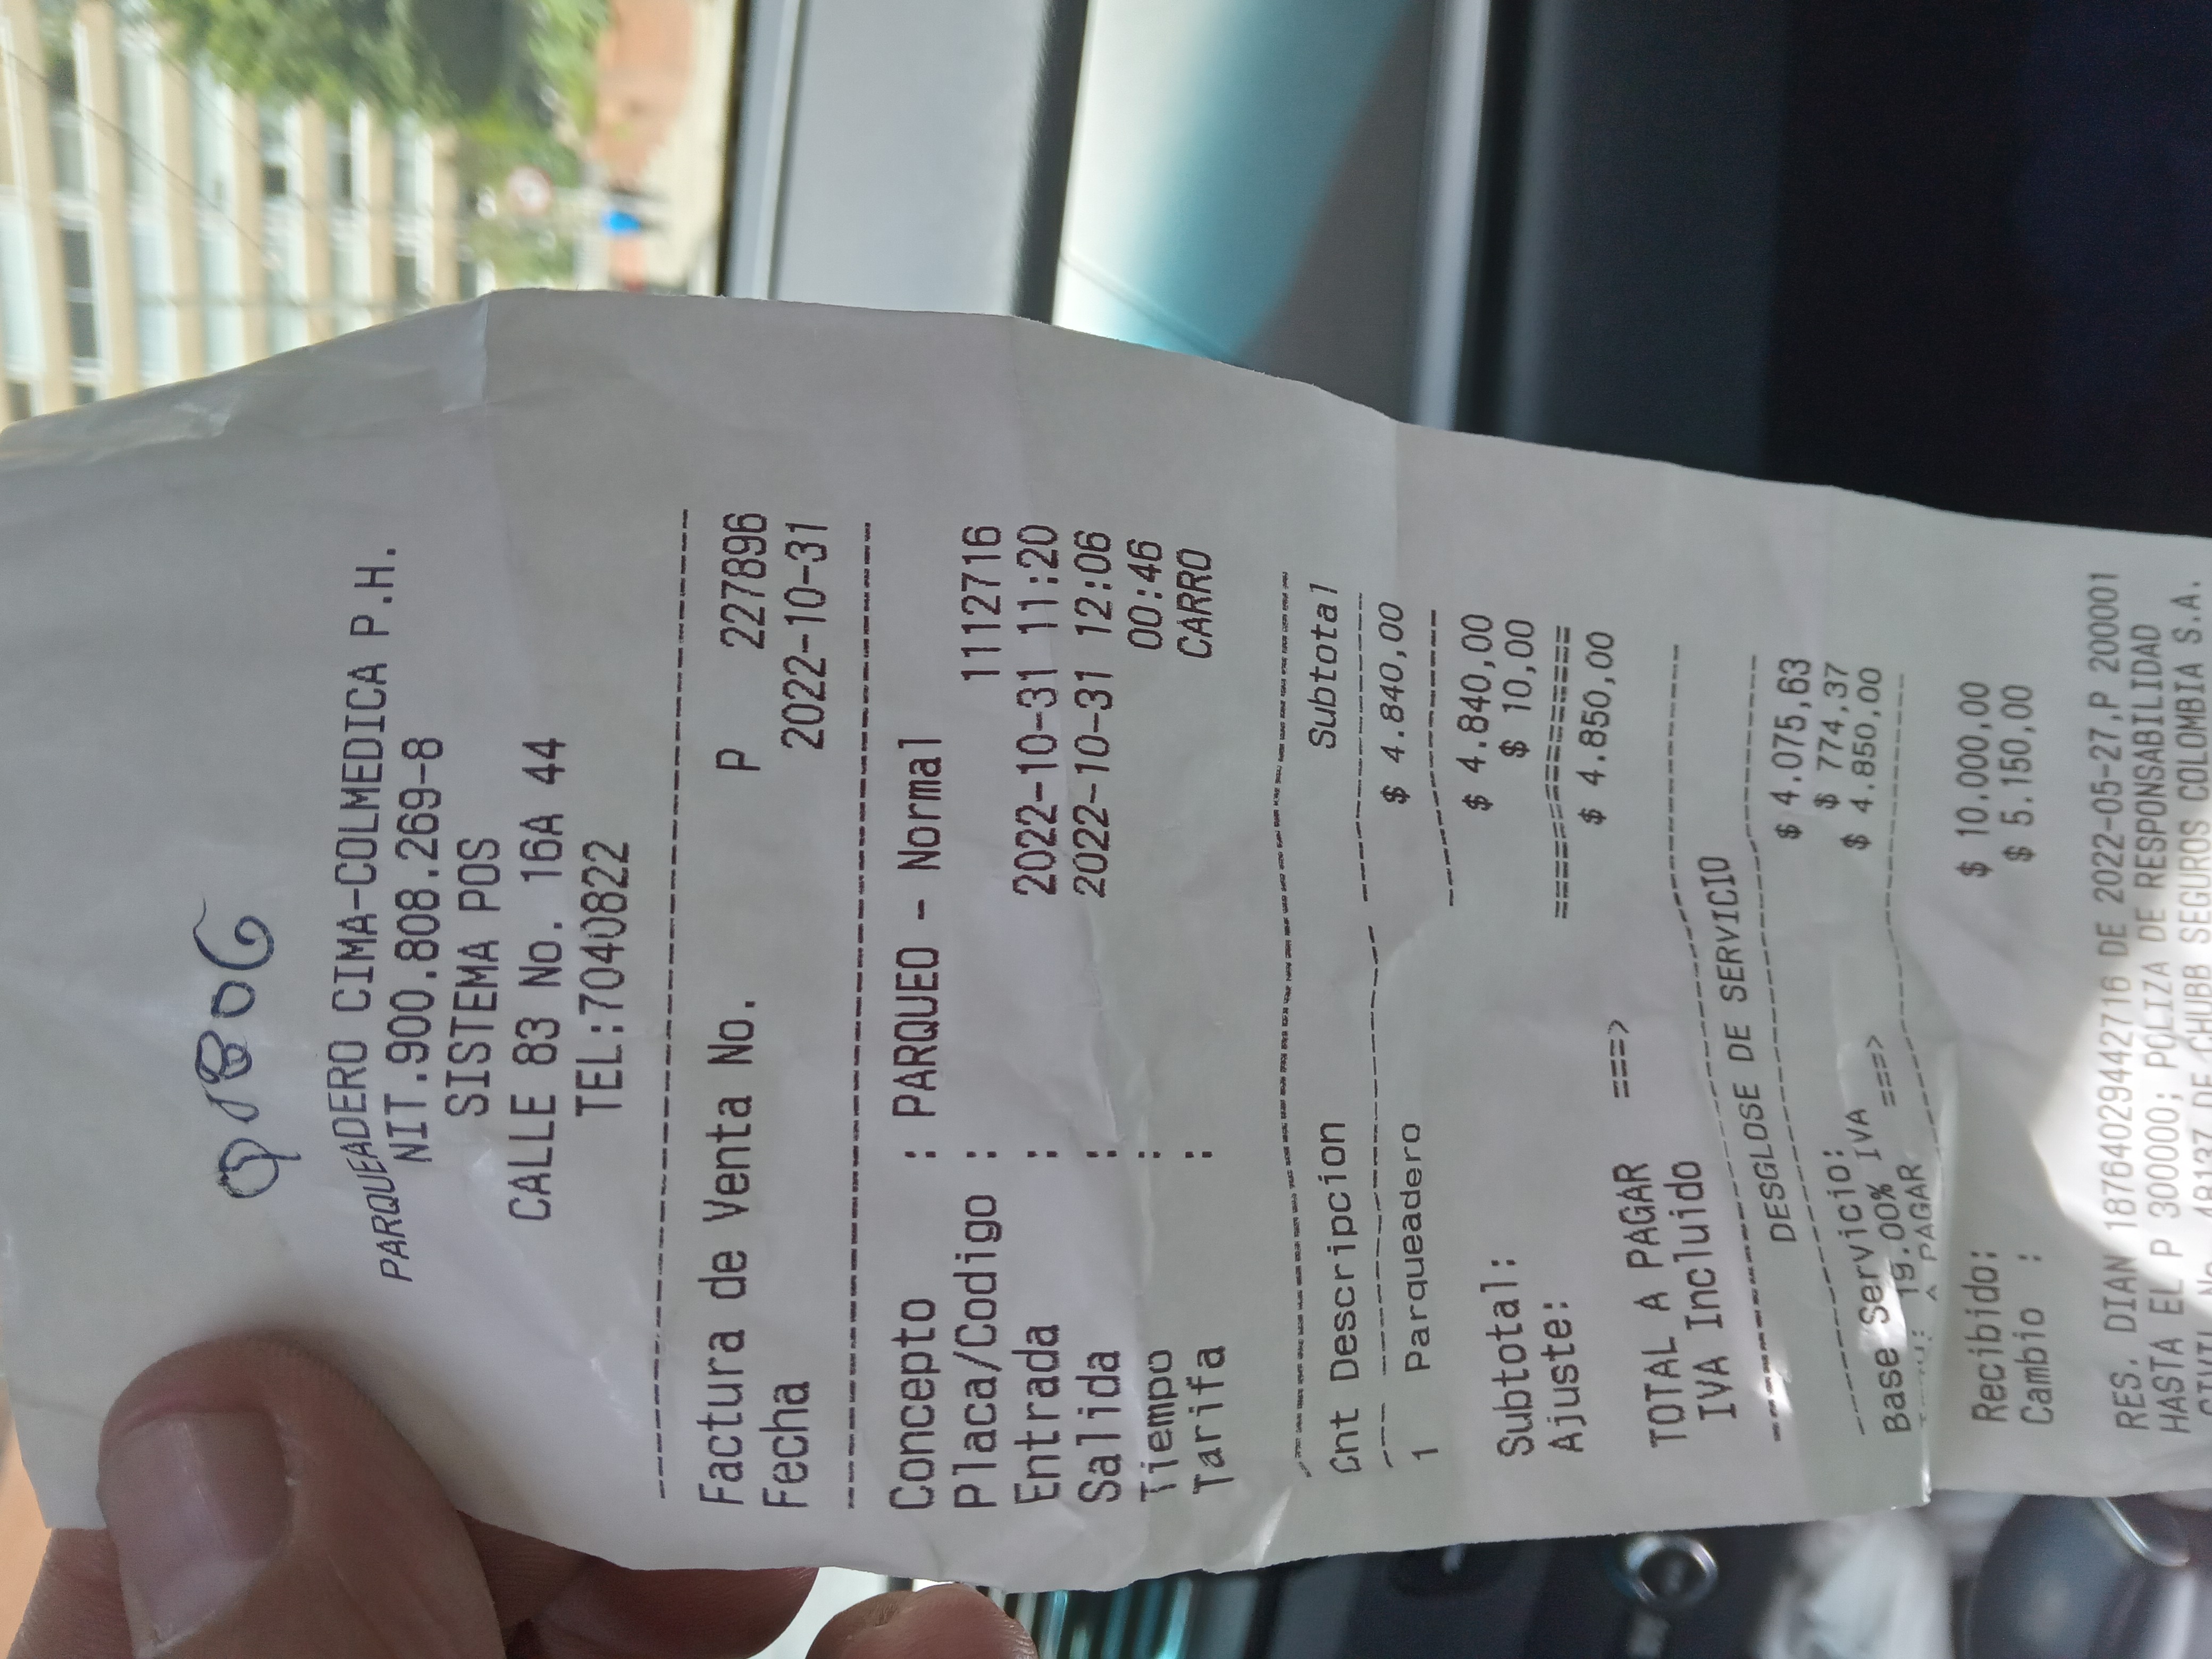 PARQUEADERO CIMA-COLMEDICA P.H.
NIT.900.808.269-8
SISTEMA POS
CALLE 83 No. 16A 44
TEL:7040822
Factura de Venta No. P 227896
Fecha 2022-10-31
Concepto : PARQUEO - Normal
Placa/Codigo : 1112716
Entrada : 2022-10-31 11:20
Salida : 2022-10-31 12:06
Tiempo : 00:46
Tarifa : CARRO
Cnt Descripcion Subtotal
1 Parqueadero $ 4.840,00
Subtotal: $ 4.840,00
Ajuste: $ 10,00
TOTAL A PAGAR ===> $ 4.850,00
IVA Incluido
DESGLOSE DE SERVICIO
Base Servicio: $ 4.075,63
19.00% IVA $ 774,37
A PAGAR ===> $ 4.850,00
Recibido: $ 10.000,00
Cambio : $ 5.150,00
RES. DIAN 18764029442716 DE 2022-05-27,P 200001
HASTA EL P 300000; POLIZA DE RESPONSABILIDAD
DE CHUBB SEGUROS COLOMBIA S.A.